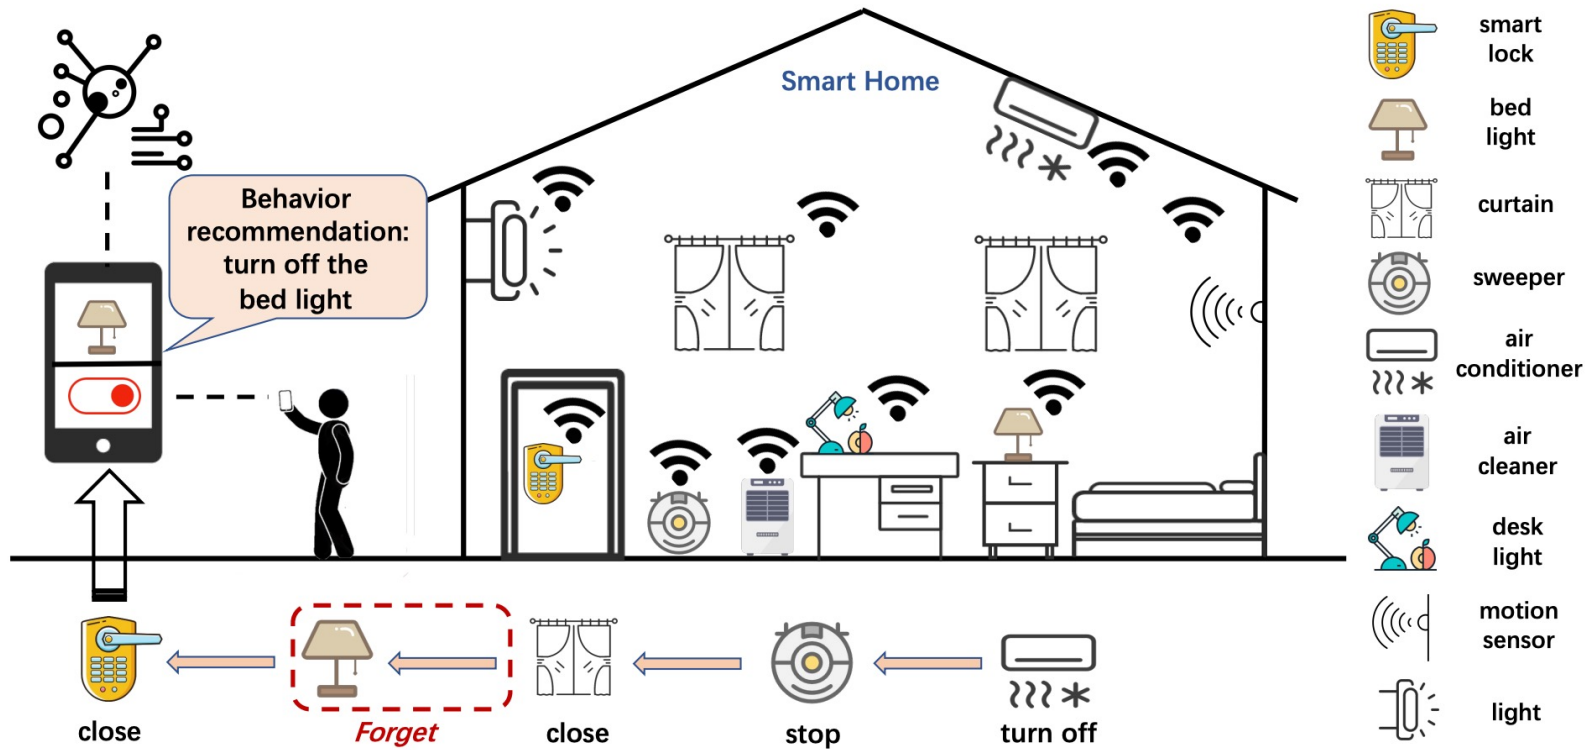 Smart Home
Behavior
recommendation:
turn off the
bed light
close
Forget
close
stop
turn off
smart
lock
bed
light
curtain
sweeper
air
conditioner
air
cleaner
desk
light
motion
sensor
light